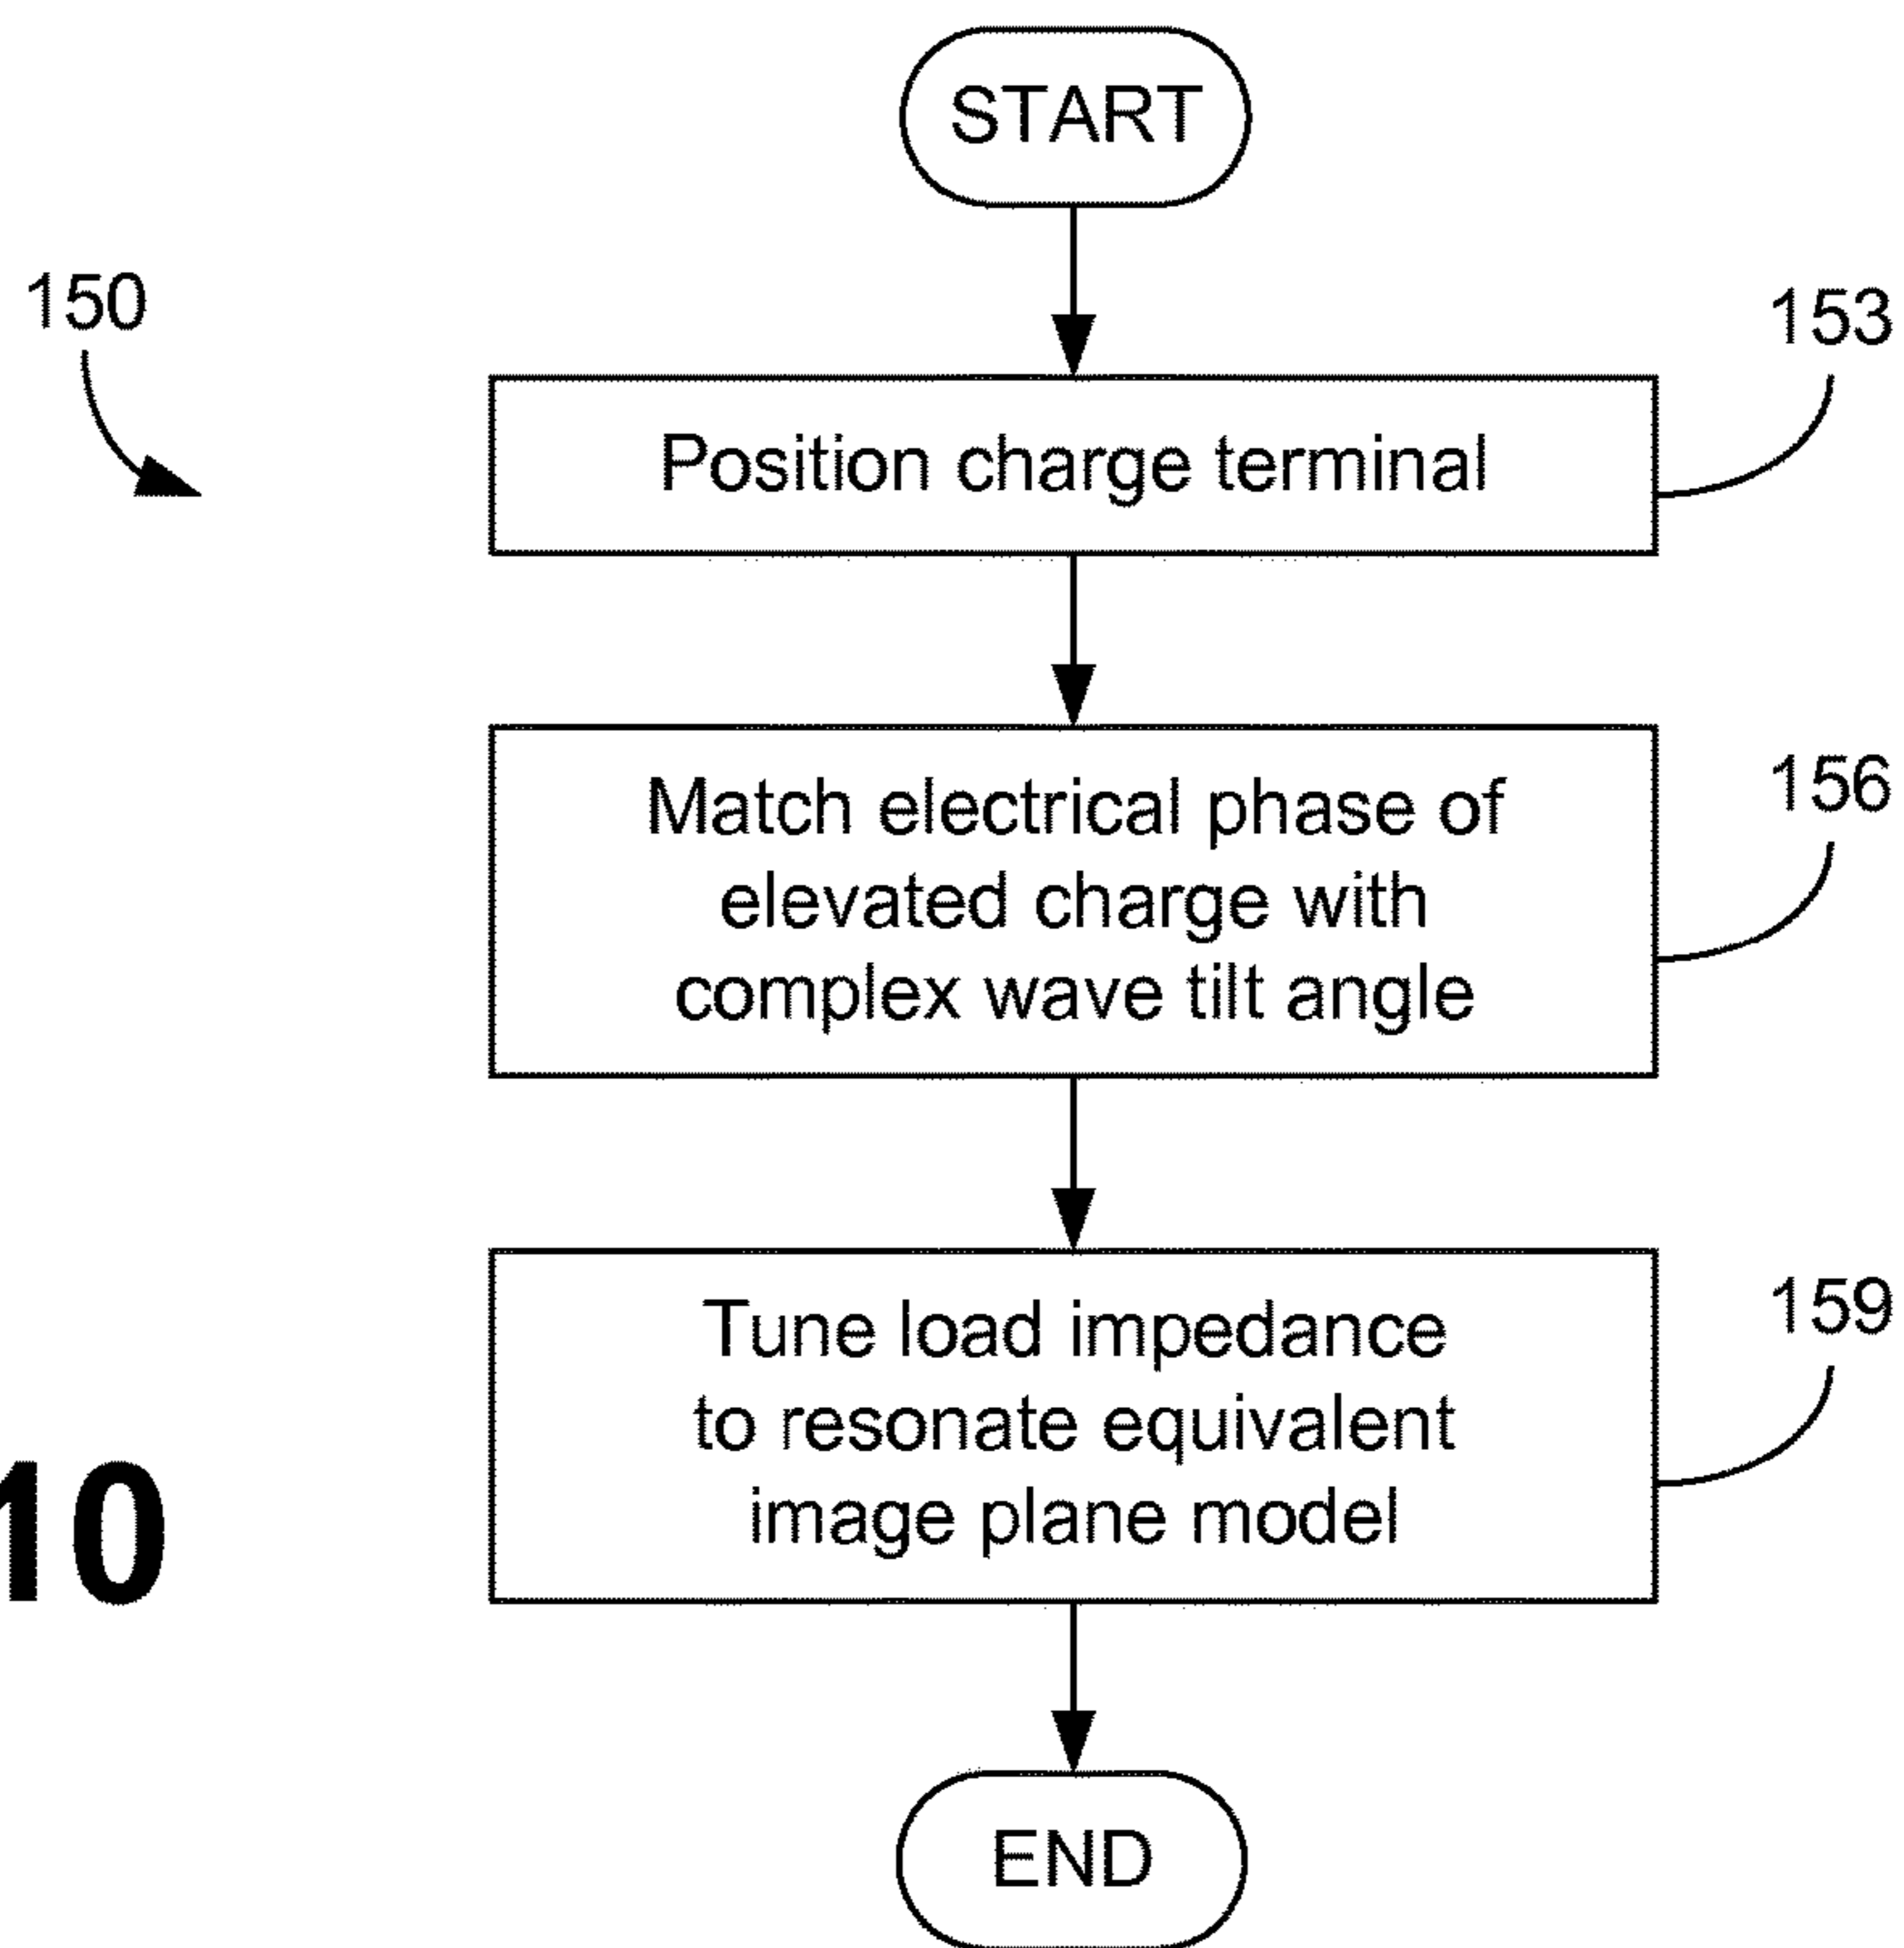 START
150
153
Position charge terminal
156
Match electrical phase of
elevated charge with
complex wave tilt angle
159
Tune load impedance
to resonate equivalent
image plane model
10
END